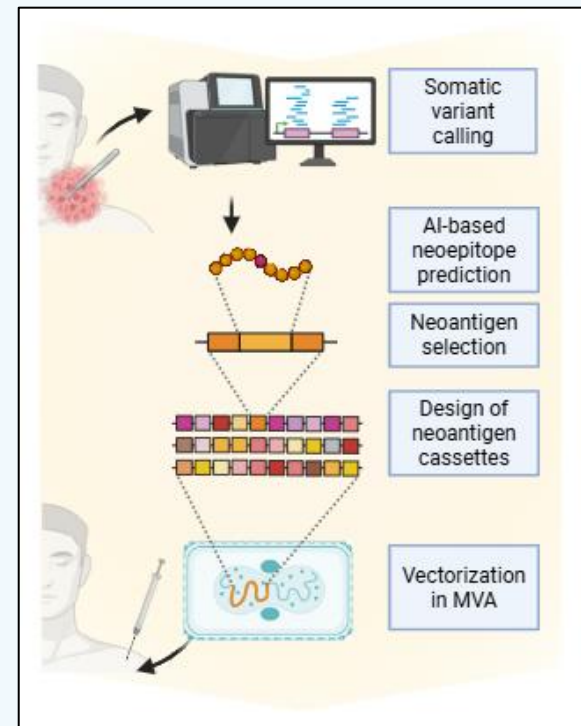 Somatic
variant
calling
AI-based
neoepitope
prediction
Neoantigen
selection
Design of
neoantigen
cassettes
Vectorization
in MVA